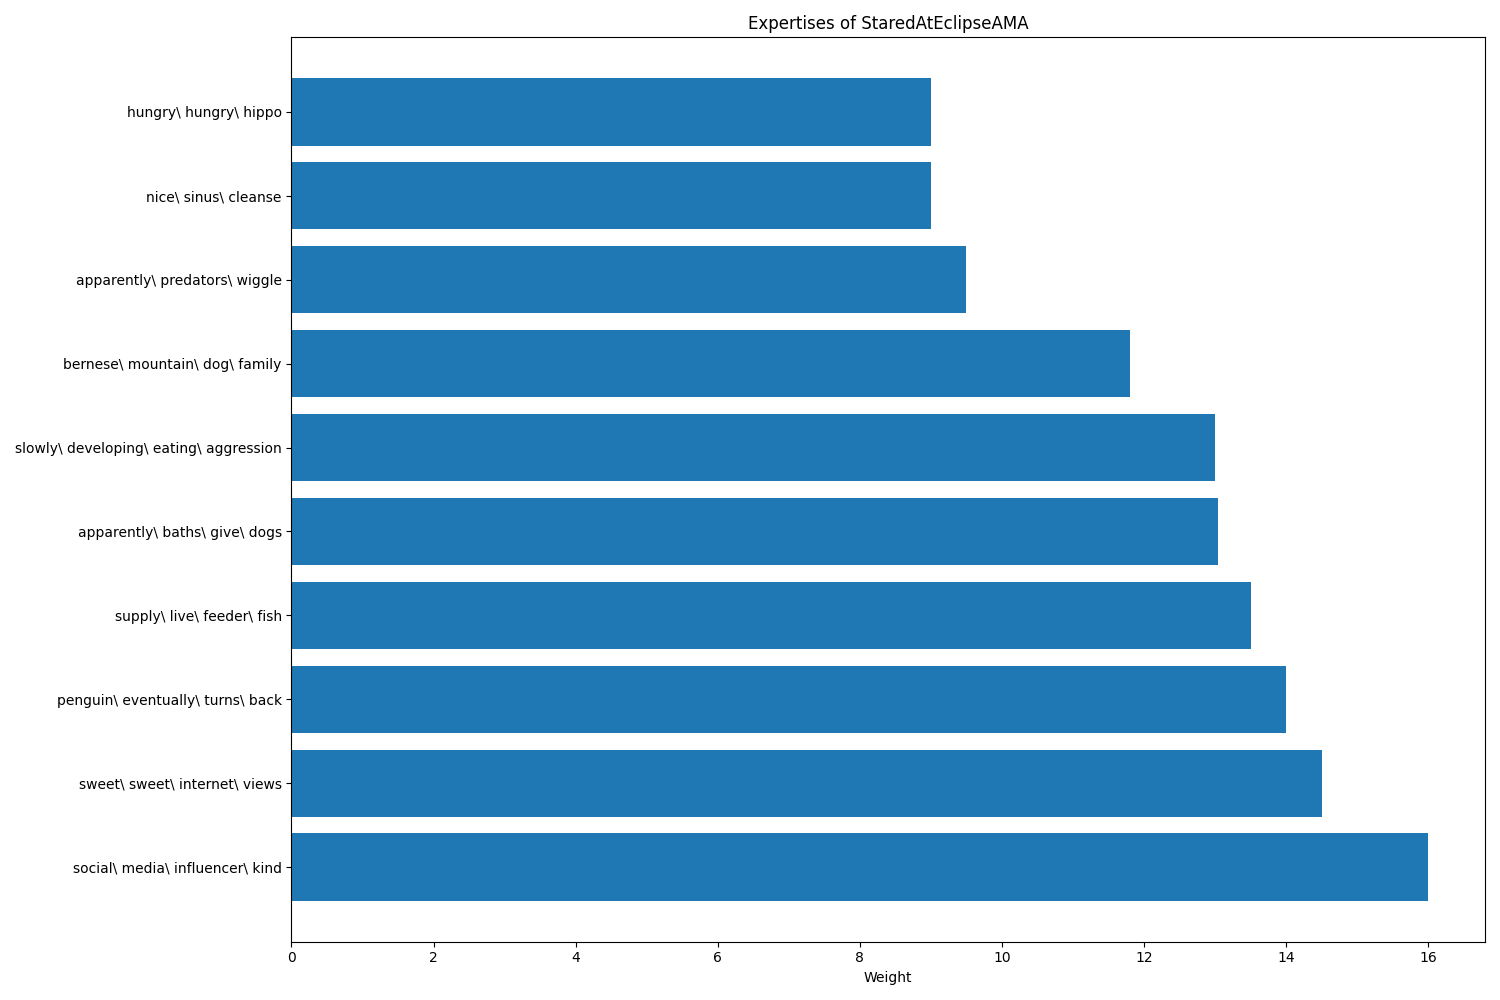 Expertises of StaredAtEclipseAMA
hungry\ hungry\ hippo
nice\ sinus\ cleanse
apparently\ predators\ wiggle
bernese\ mountain\ dog\ family
slowly\ developing\ eating\ aggression
apparently\ baths\ give\ dogs
supply\ live\ feeder\ fish
penguin\ eventually\ turns\ back
sweet\ sweet\ internet\ views
social\ media\ influencer\ kind
0 2 4 6 8 10 12 14 16
Weight